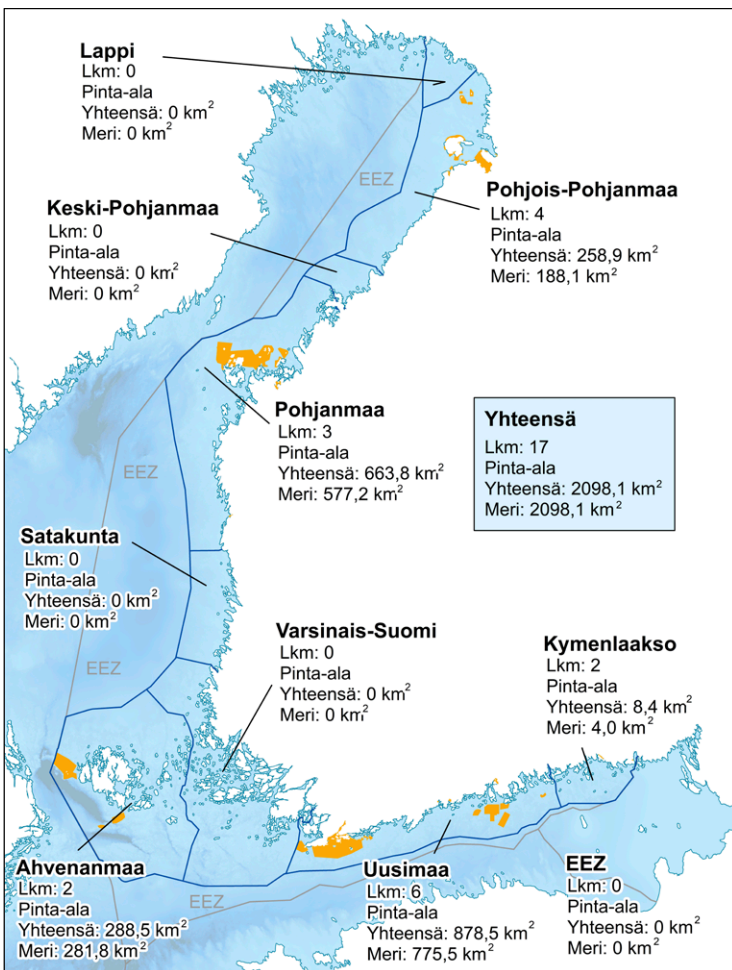 Lappi
Lkm: 0
Pinta-ala
Yhteensä: 0 km²
Meri: 0 km²
EEZ
Pohjois-Pohjanmaa
Lkm: 4
Pinta-ala
Yhteensä: 258,9 km²
Meri: 188,1 km²
Keski-Pohjanmaa
Lkm: 0
Pinta-ala
Yhteensä: 0 km²
Meri: 0 km²
Pohjanmaa
Lkm: 3
Pinta-ala
Yhteensä: 663,8 km²
Meri: 577,2 km²
Yhteensä
Lkm: 17
Pinta-ala
Yhteensä: 2098,1 km²
Meri: 2098,1 km²
EEZ
Satakunta
Lkm: 0
Pinta-ala
Yhteensä: 0 km²
Meri: 0 km²
EEZ
Varsinais-Suomi
Lkm: 0
Pinta-ala
Yhteensä: 0 km²
Meri: 0 km²
Kymenlaakso
Lkm: 2
Pinta-ala
Yhteensä: 8,4 km²
Meri: 4,0 km²
Ahvenanmaa
Lkm: 2
Pinta-ala
Yhteensä: 288,5 km²
Meri: 281,8 km²
EEZ
Uusimaa
Lkm: 6
Pinta-ala
Yhteensä: 878,5 km²
Meri: 775,5 km²
EEZ
Lkm: 0
Pinta-ala
Yhteensä: 0 km²
Meri: 0 km²